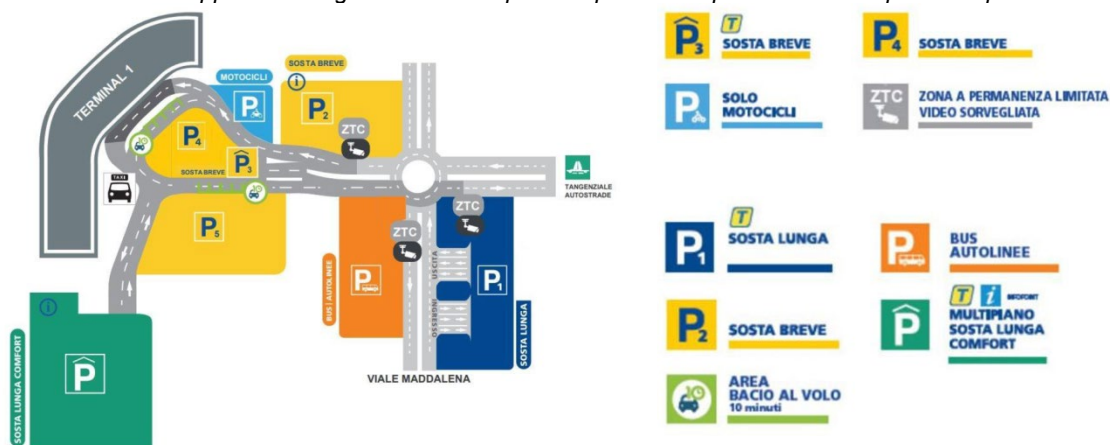 TERMINAL 1
MOTOCICLI
P
SOSTA BREVE
i
P2
ZTC
P4
P3
SOSTA BREVE
TAXI
P5
TANGENZIALE
AUTOSTRADE
ZTC
ZTC
BUS | AUTOLINEE
P
USCITA
INGRESSO
P1
SOSTA LUNGA
VIALE MADDALENA
i
P
SOSTA LUNGA COMFORT
P3
T
SOSTA BREVE
P4
SOSTA BREVE
P
SOLO
MOTOCICLI
ZTC
ZONA A PERMANENZA LIMITATA
VIDEO SORVEGLIATA
P1
T
SOSTA LUNGA
P
BUS
AUTOLINEE
P2
SOSTA BREVE
P
T i INFOPOINT
MULTIPIANO
SOSTA LUNGA
COMFORT
AREA
BACIO AL VOLO
10 minuti